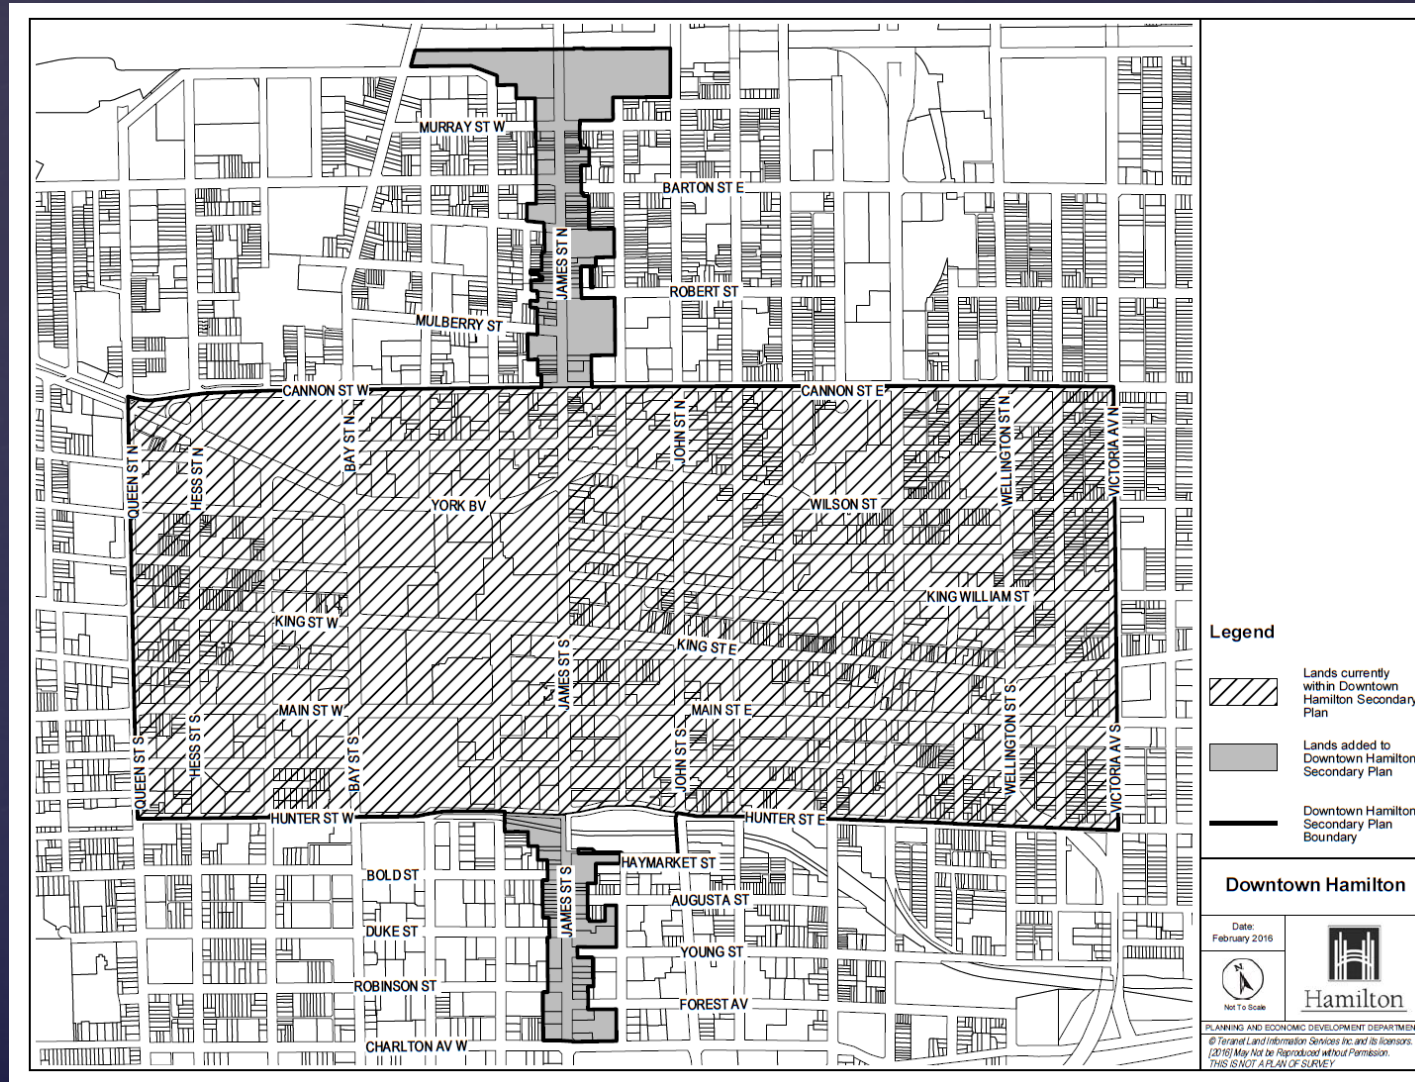 MURRAY ST W
BARTON ST E
JAMES ST N
ROBERT ST
MULBERRY ST
CANNON ST W
CANNON ST E
QUEEN ST N
HESS ST N
BAY ST N
JOHN ST N
WELLINGTON ST N
VICTORIA AV N
YORK BV
WILSON ST
KING WILLIAM ST
KING ST W
KING ST E
JAMES ST S
MAIN ST W
MAIN ST E
QUEEN ST S
HESS ST S
BAY ST S
JOHN ST S
WELLINGTON ST S
VICTORIA AV S
HUNTER ST W
HUNTER ST E
HAYMARKET ST
BOLD ST
JAMES ST S
AUGUSTA ST
DUKE ST
YOUNG ST
ROBINSON ST
FOREST AV
CHARLTON AV W
Legend
Lands currently
within Downtown
Hamilton Secondary
Plan
Lands added to
Downtown Hamilton
Secondary Plan
Downtown Hamilton
Secondary Plan
Boundary
Downtown Hamilton
Date:
February 2016
N
Not To Scale
Hamilton
PLANNING AND ECONOMIC DEVELOPMENT DEPARTMEN
© Teranet Land Information Services Inc. and its licensors.
[2016] May Not be Reproduced without Permission.
THIS IS NOT A PLAN OF SURVEY